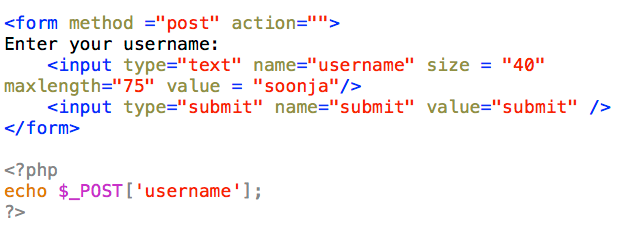 <form method ="post" action="">
Enter your username:
    <input type="text" name="username" size = "40"
maxlength="75" value = "soonja"/>
    <input type="submit" name="submit" value="submit" />
</form>

<?php
echo $_POST['username'];
?>